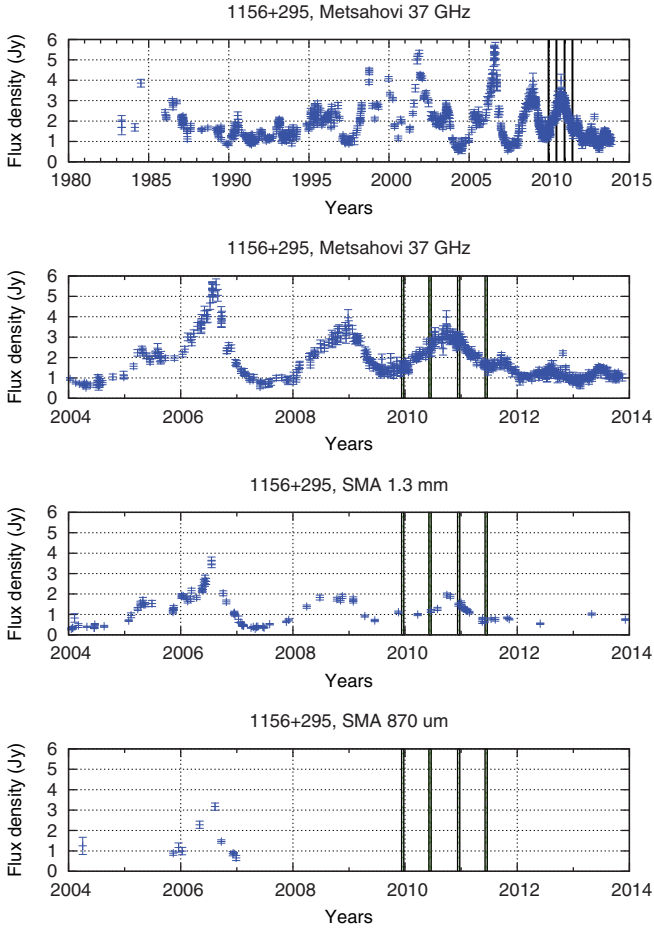 1156+295, Metsahovi 37 GHz
Flux density (Jy)
6
5
4
3
2
1
0
1980 1985 1990 1995 2000 2005 2010 2015
Years
1156+295, Metsahovi 37 GHz
Flux density (Jy)
6
5
4
3
2
1
0
2004 2006 2008 2010 2012 2014
Years
1156+295, SMA 1.3 mm
Flux density (Jy)
6
5
4
3
2
1
0
2004 2006 2008 2010 2012 2014
Years
1156+295, SMA 870 um
Flux density (Jy)
6
5
4
3
2
1
0
2004 2006 2008 2010 2012 2014
Years